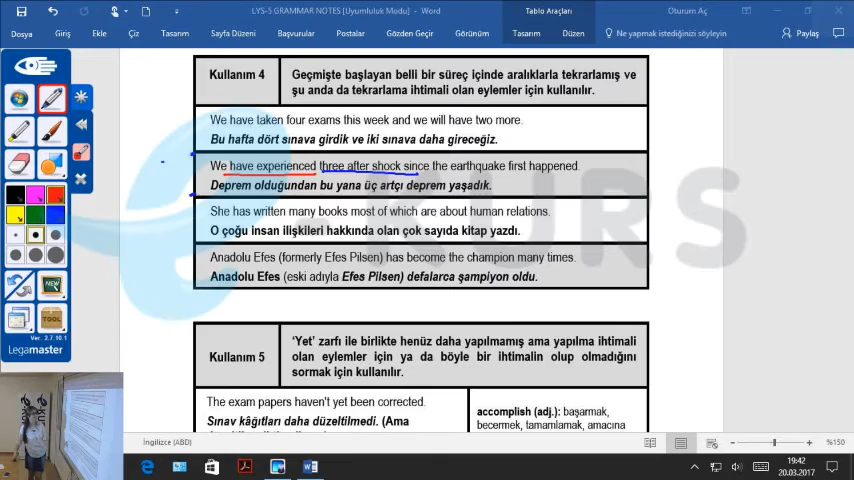 LYS-5 GRAMMAR NOTES [Uyumluluk Modu] - Word
Tablo Araçları
Oturum Aç
Dosya Giriş Ekle Çiz Tasarım Sayfa Düzeni Başvurular Postalar Gözden Geçir Görünüm Tasarım Düzen Ne yapmak istediğinizi söyleyin Paylaş
Kullanım 4
Geçmişte başlayan belli bir süreç içinde aralıklarla tekrarlamış ve
şu anda da tekrarlama ihtimali olan eylemler için kullanılır.
We have taken four exams this week and we will have two more.
Bu hafta dört sınava girdik ve iki sınava daha gireceğiz.
We have experienced three after shock since the earthquake first happened.
Deprem olduğundan bu yana üç artçı deprem yaşadık.
She has written many books most of which are about human relations.
O çoğu insan ilişkileri hakkında olan çok sayıda kitap yazdı.
Anadolu Efes (formerly Efes Pilsen) has become the champion many times.
Anadolu Efes (eski adıyla Efes Pilsen) defalarca şampiyon oldu.
Kullanım 5
'Yet' zarfı ile birlikte henüz daha yapılmamış ama yapılma ihtimali
olan eylemler için ya da böyle bir ihtimalin olup olmadığını
sormak için kullanılır.
The exam papers haven't yet been corrected.
Sınav kâğıtları daha düzeltilmedi. (Ama
accomplish (adj.): başarmak,
becermek, tamamlamak, amacına
e KURS
NEW
TOOL
Ver. 2.7.10.1
Legamaster
İngilizce (ABD)
%150
19:42
20.03.2017